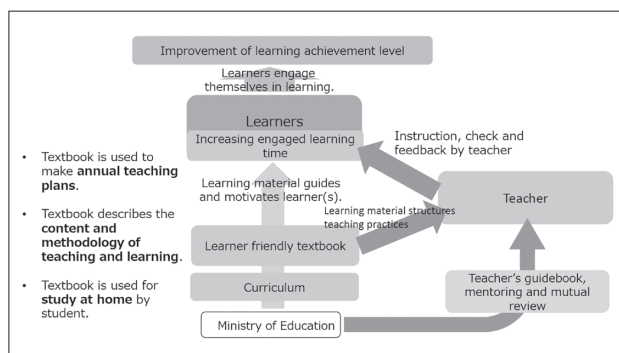 Improvement of learning achievement level
Learners engage
themselves in learning.
Learners
Increasing engaged learning
time
Instruction, check and
feedback by teacher
• Textbook is used to
make annual teaching
plans.
• Textbook describes the
content and
methodology of
teaching and learning.
• Textbook is used for
study at home by
student.
Learning material guides
and motivates learner(s).
Teacher
Learning material structures
teaching practices
Learner friendly textbook
Curriculum
Teacher's guidebook,
mentoring and mutual
review
Ministry of Education